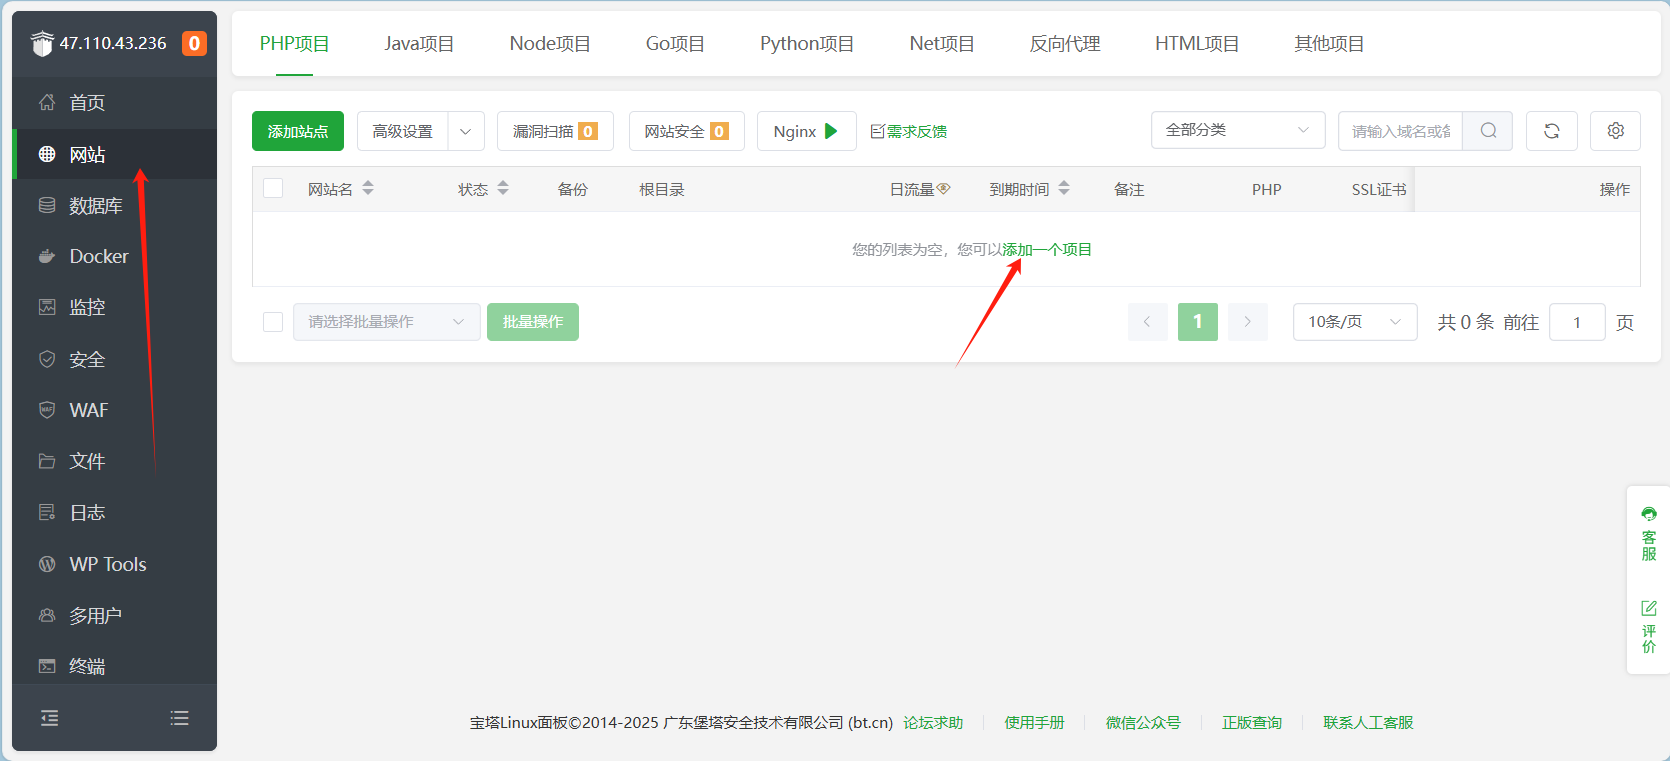 47.110.43.236 0
首页
网站
数据库
Docker
监控
安全
WAF
文件
日志
WP Tools
多用户
终端
PHP项目 Java项目 Node项目 Go项目 Python项目 Net项目 反向代理 HTML项目 其他项目
添加站点 高级设置 漏洞扫描 0 网站安全 0 Nginx 需求反馈 全部分类 请输入域名或备
网站名 状态 备份 根目录 日流量 到期时间 备注 PHP SSL证书 操作
您的列表为空，您可以添加一个项目
请选择批量操作 批量操作 1 10条/页 共 0 条 前往 1 页
客服
评价
宝塔Linux面板©2014-2025 广东堡塔安全技术有限公司 (bt.cn) 论坛求助 使用手册 微信公众号 正版查询 联系人工客服